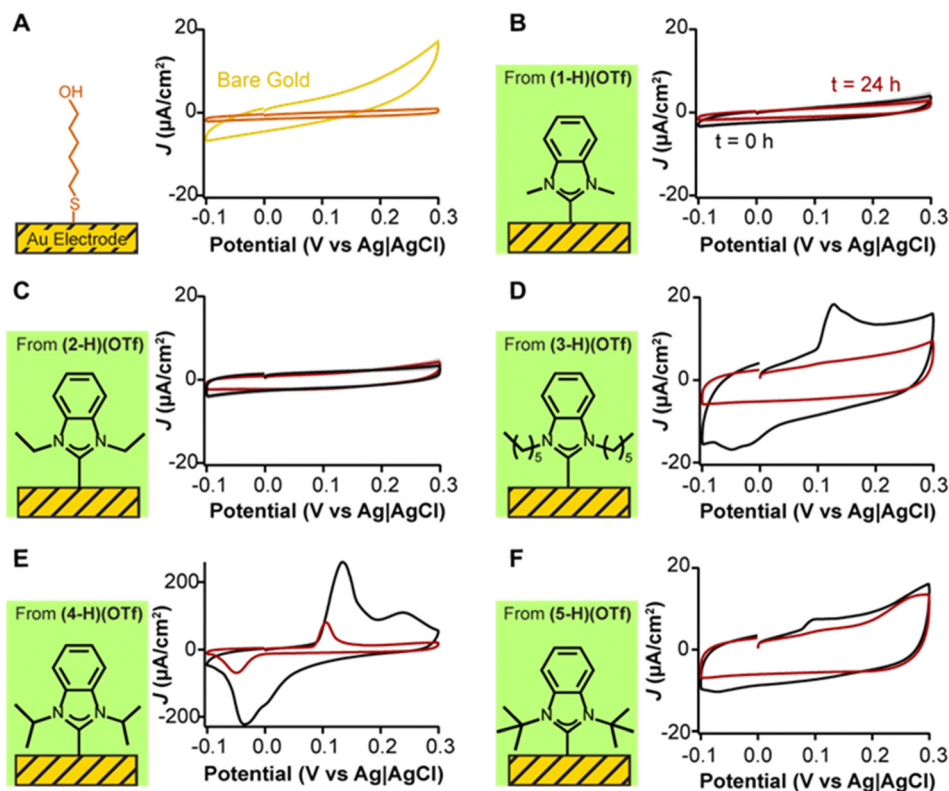 A
OH
S
Au Electrode
20
0
-20
J (µA/cm²)
Bare Gold
-0.1 0.0 0.1 0.2 0.3
Potential (V vs Ag|AgCl)
B
From (1-H)(OTf)
N N
20
0
-20
J (µA/cm²)
t = 24 h
t = 0 h
-0.1 0.0 0.1 0.2 0.3
Potential (V vs Ag|AgCl)
C
From (2-H)(OTf)
N N
20
0
-20
J (µA/cm²)
-0.1 0.0 0.1 0.2 0.3
Potential (V vs Ag|AgCl)
D
From (3-H)(OTf)
N N
5 5
20
0
-20
J (µA/cm²)
-0.1 0.0 0.1 0.2 0.3
Potential (V vs Ag|AgCl)
E
From (4-H)(OTf)
N N
200
0
-200
J (µA/cm²)
-0.1 0.0 0.1 0.2 0.3
Potential (V vs Ag|AgCl)
F
From (5-H)(OTf)
N N
20
0
-20
J (µA/cm²)
-0.1 0.0 0.1 0.2 0.3
Potential (V vs Ag|AgCl)